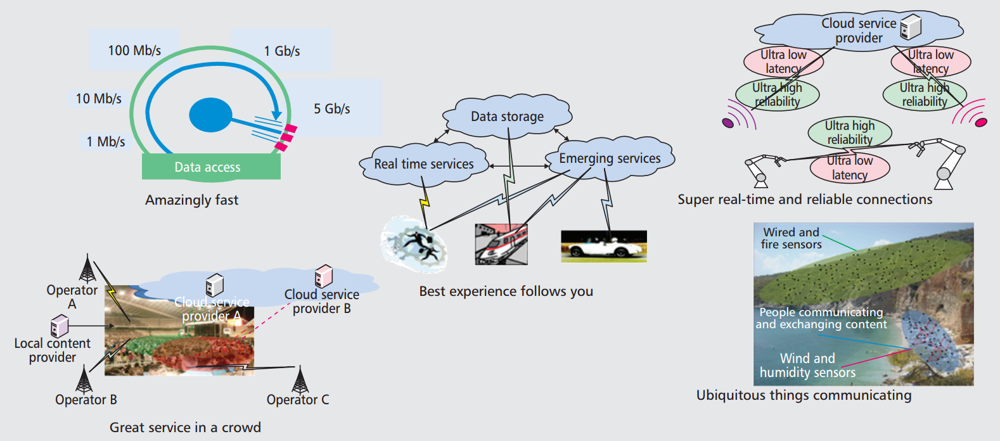 100 Mb/s
1 Gb/s
10 Mb/s
5 Gb/s
1 Mb/s
Data access
Amazingly fast
Data storage
Real time services
Emerging services
Best experience follows you
Cloud service
provider
Ultra low
latency
Ultra low
latency
Ultra high
reliability
Ultra high
reliability
Ultra high
reliability
Ultra low
latency
Super real-time and reliable connections
Operator
A
Cloud service
provider A
Cloud service
provider B
Local content
provider
Operator B
Operator C
Great service in a crowd
Wired and
fire sensors
People communicating
and exchanging content
Wind and
humidity sensors
Ubiquitous things communicating